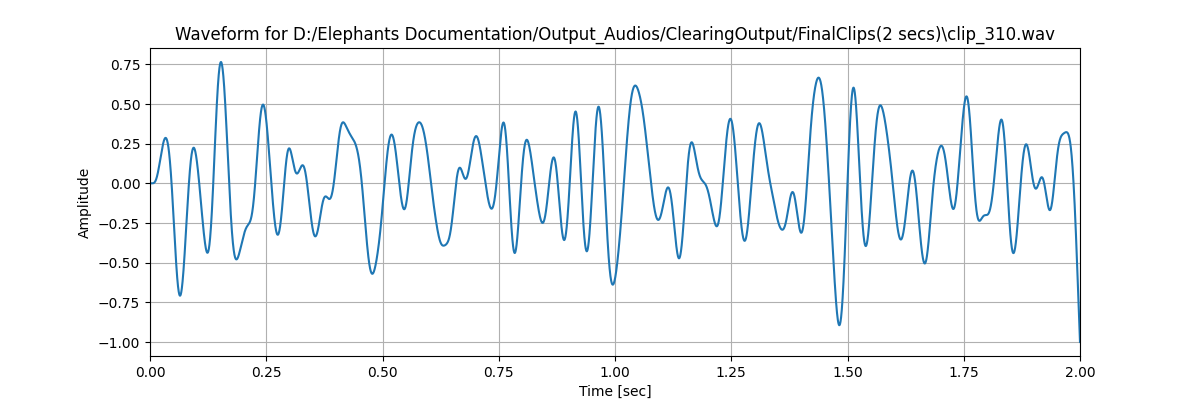 Waveform for D:/Elephants Documentation/Output_Audios/ClearingOutput/FinalClips(2 secs)\clip_310.wav
0.75
0.50
0.25
0.00
−0.25
−0.50
−0.75
−1.00
Amplitude
0.00 0.25 0.50 0.75 1.00 1.25 1.50 1.75 2.00
Time [sec]